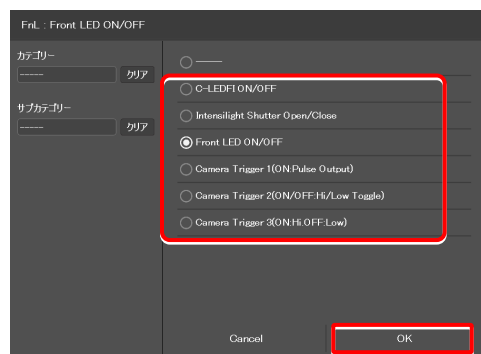 FnL : Front LED ON/OFF
カテゴリー
-----
クリア
サブカテゴリー
-----
クリア
-----
C-LEDFI ON/OFF
Intensilight Shutter Open/Close
Front LED ON/OFF
Camera Trigger 1(ON:Pulse Output)
Camera Trigger 2(ON/OFF:Hi/Low Toggle)
Camera Trigger 3(ON:Hi.OFF:Low)
Cancel
OK